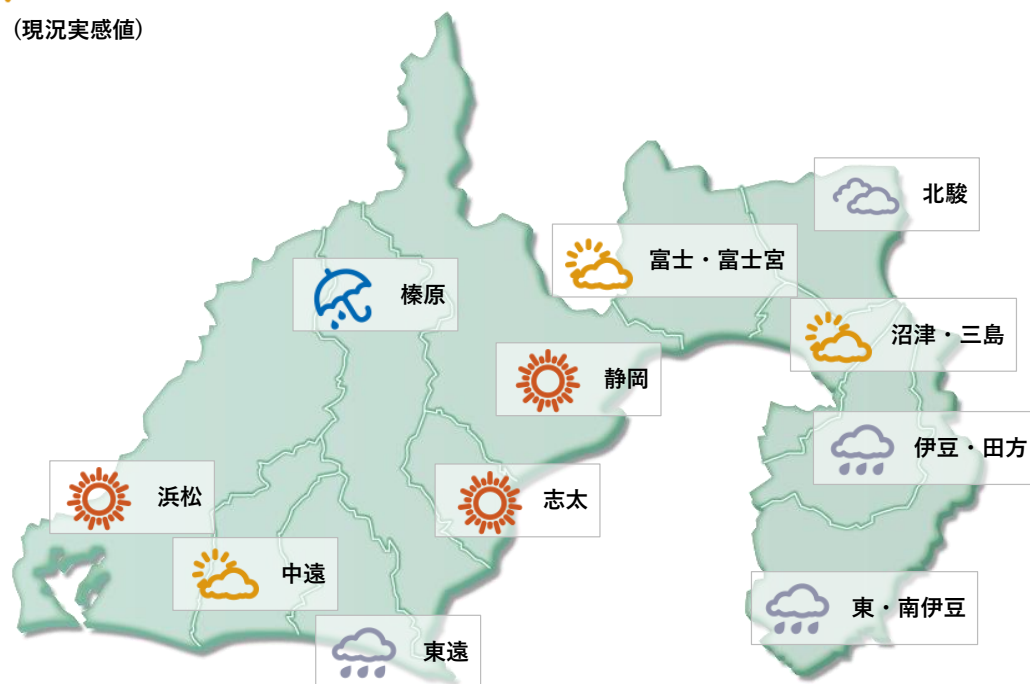 (現況実感値)
北駿
富士・富士宮
榛原
沼津・三島
静岡
伊豆・田方
浜松
志太
中遠
東・南伊豆
東遠